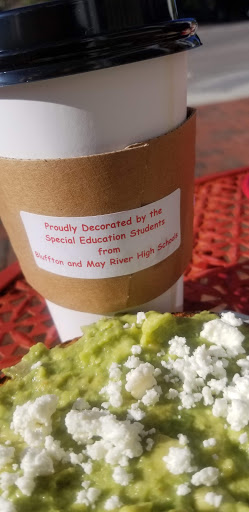 Proudly Decorated by the
Special Education Students
from
Bluffton and May River High Schools